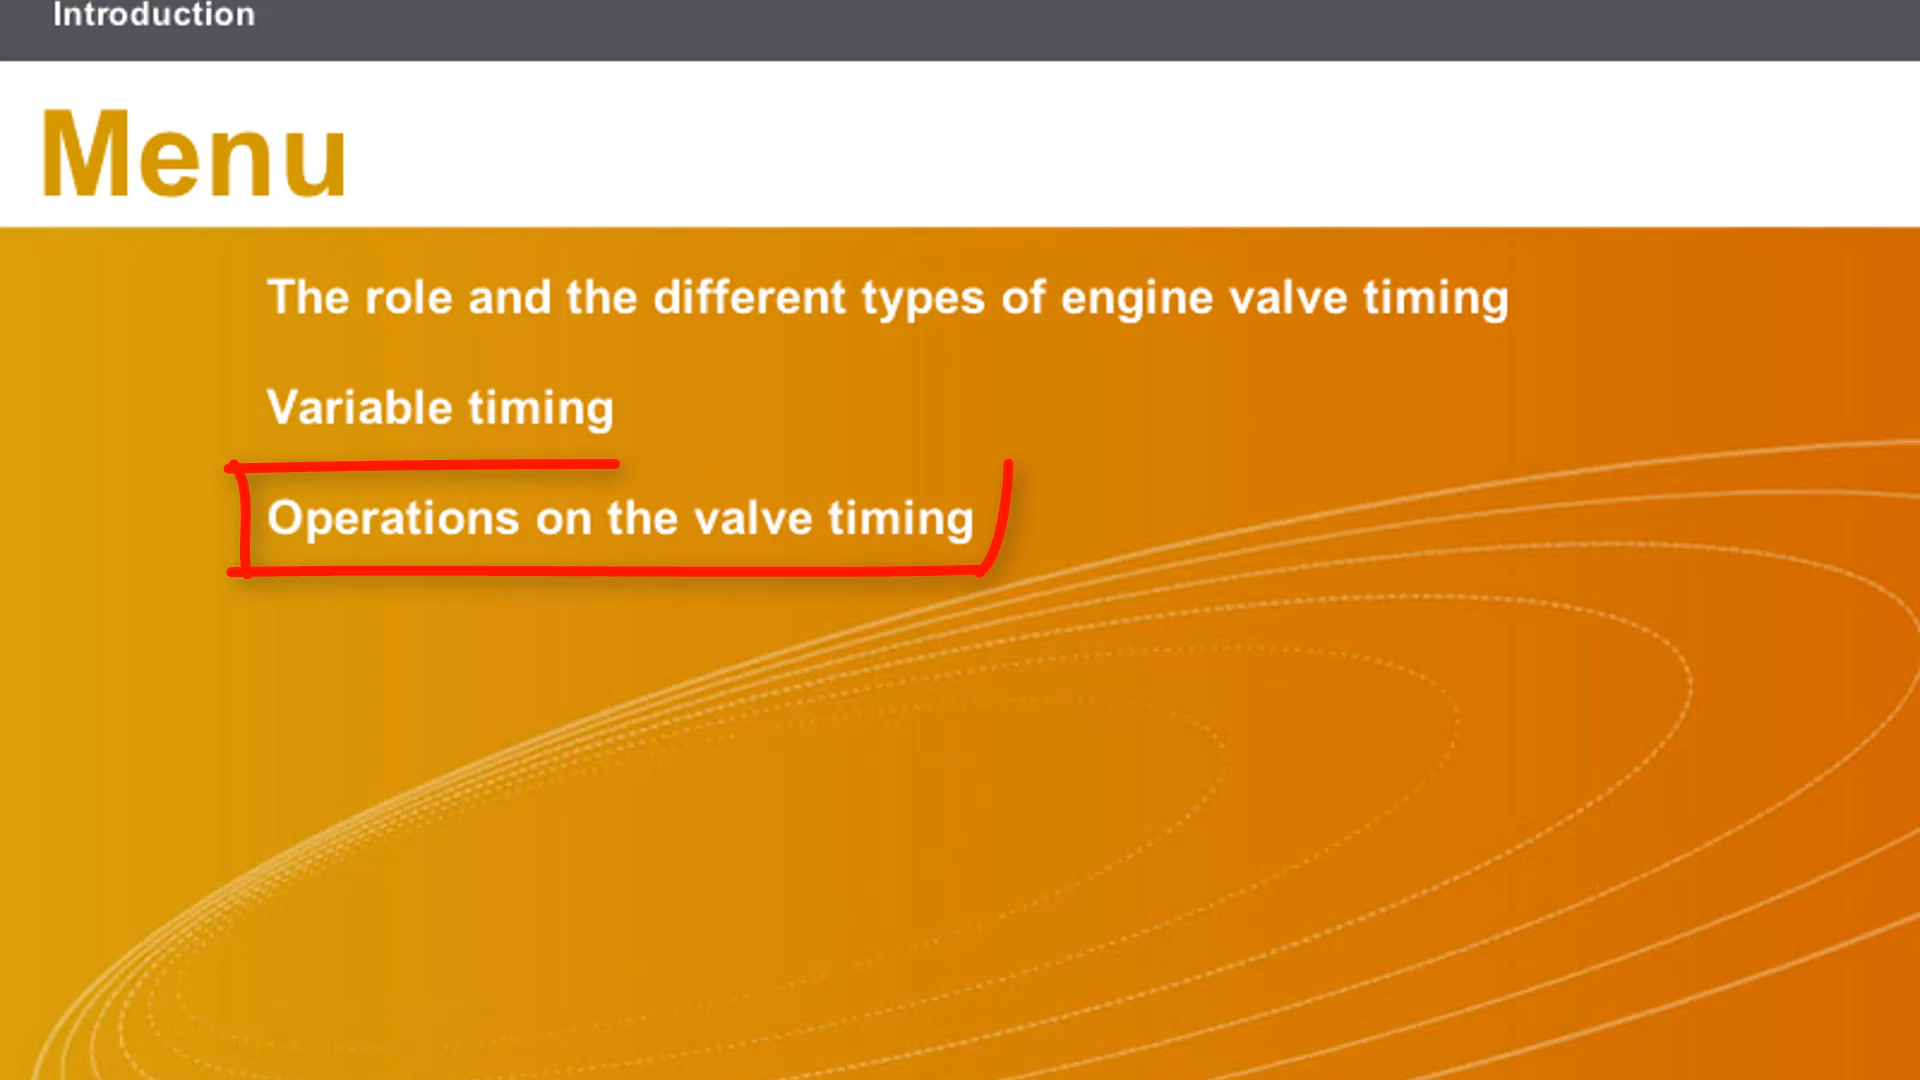 Introduction
Menu
The role and the different types of engine valve timing
Variable timing
Operations on the valve timing